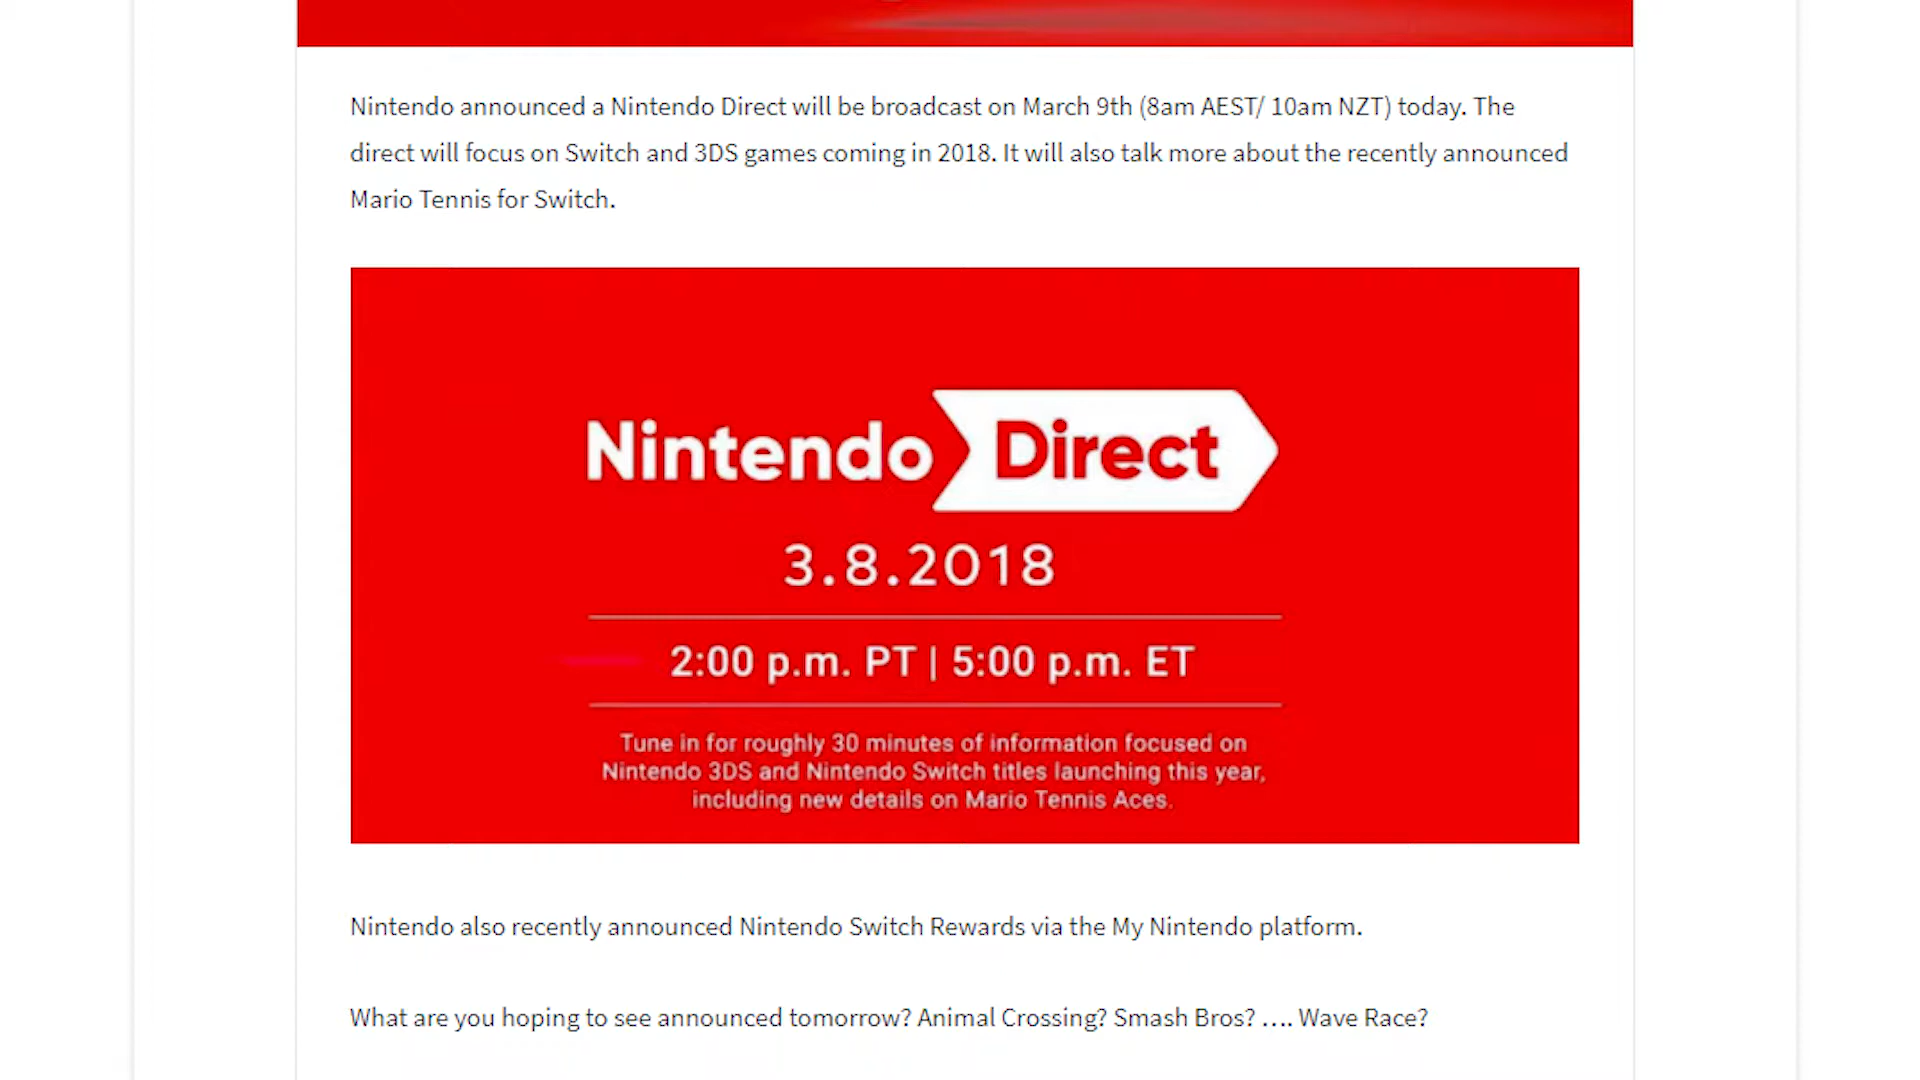 Nintendo announced a Nintendo Direct will be broadcast on March 9th (8am AEST/ 10am NZT) today. The
direct will focus on Switch and 3DS games coming in 2018. It will also talk more about the recently announced
Mario Tennis for Switch.
Nintendo Direct
3.8.2018
2:00 p.m. PT | 5:00 p.m. ET
Tune in for roughly 30 minutes of information focused on
Nintendo 3DS and Nintendo Switch titles launching this year,
including new details on Mario Tennis Aces.
Nintendo also recently announced Nintendo Switch Rewards via the My Nintendo platform.
What are you hoping to see announced tomorrow? Animal Crossing? Smash Bros? …. Wave Race?